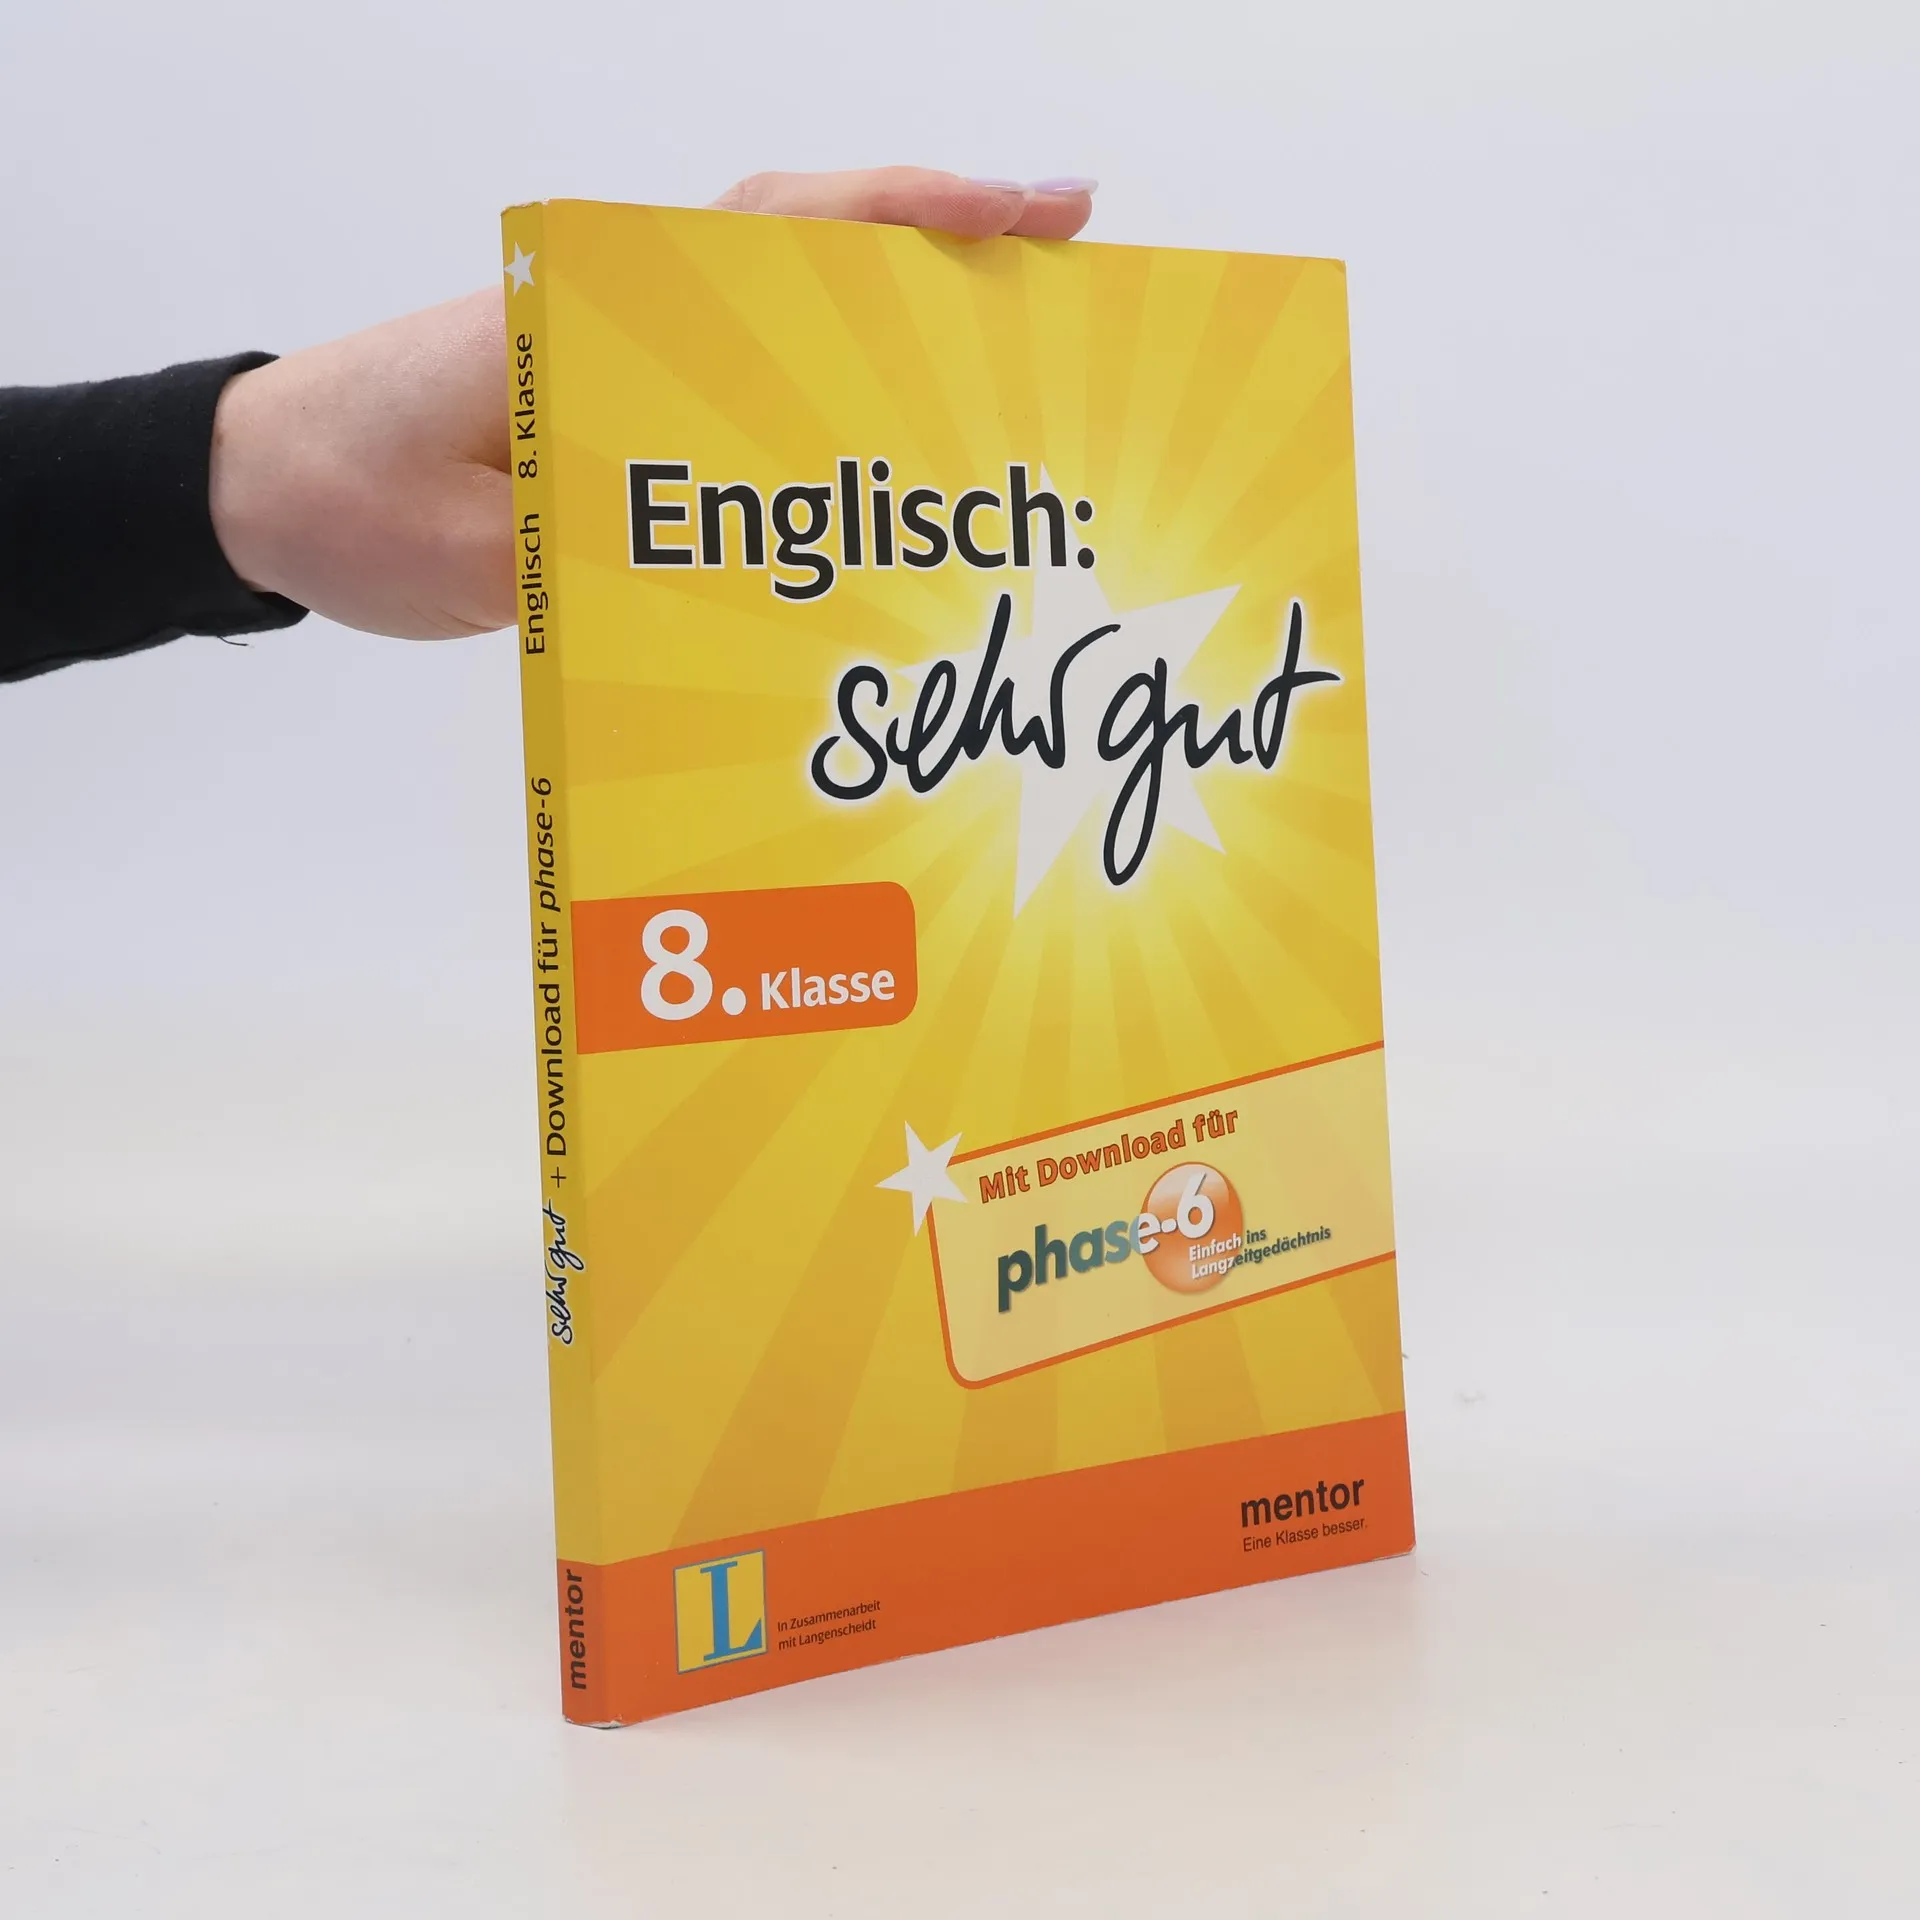 Englisch:
sehr gut
8. Klasse
Mit Download für
phase-6
Einfach ins
Langzeitgedächtnis
mentor
Eine Klasse besser.
L
In Zusammenarbeit
mit Langenscheidt
mentor sehr gut + Download für phase-6 Englisch 8. Klasse